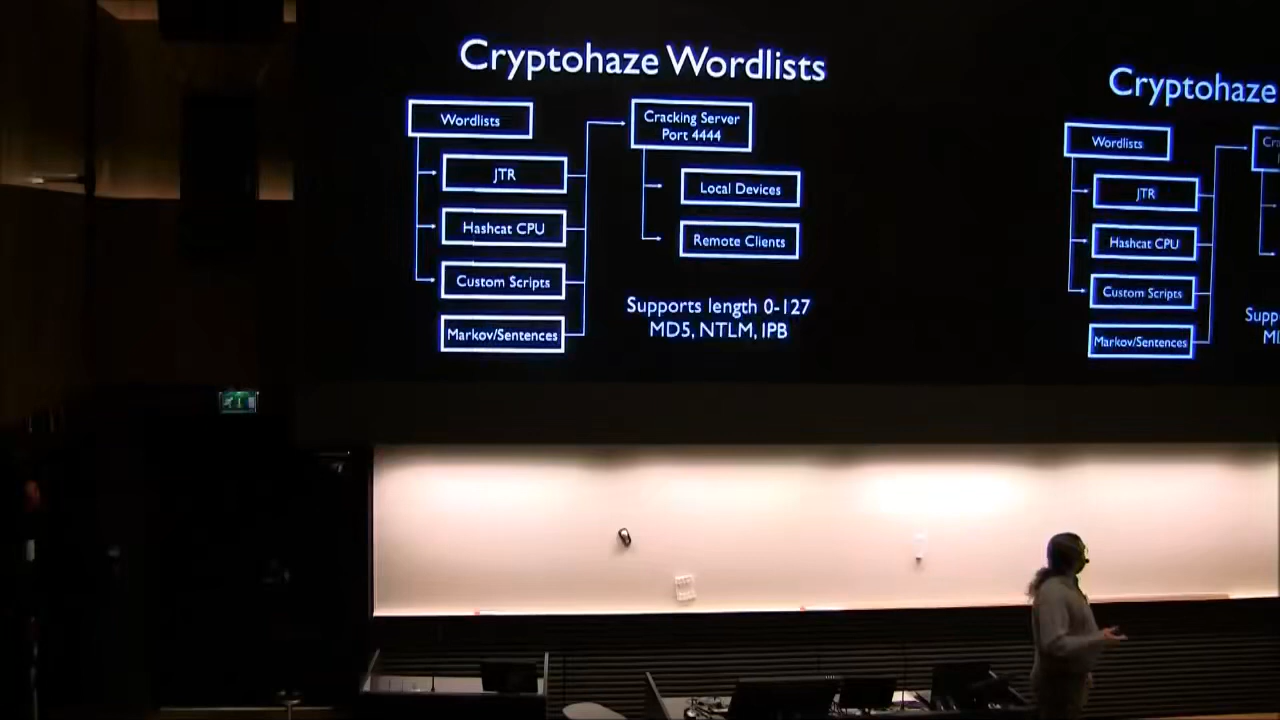 Cryptohaze Wordlists
Wordlists
JTR
Hashcat CPU
Custom Scripts
Markov/Sentences
Cracking Server
Port 4444
Local Devices
Remote Clients
Supports length 0-127
MD5, NTLM, IPB
Cryptohaze
Wordlists
JTR
Hashcat CPU
Custom Scripts
Markov/Sentences